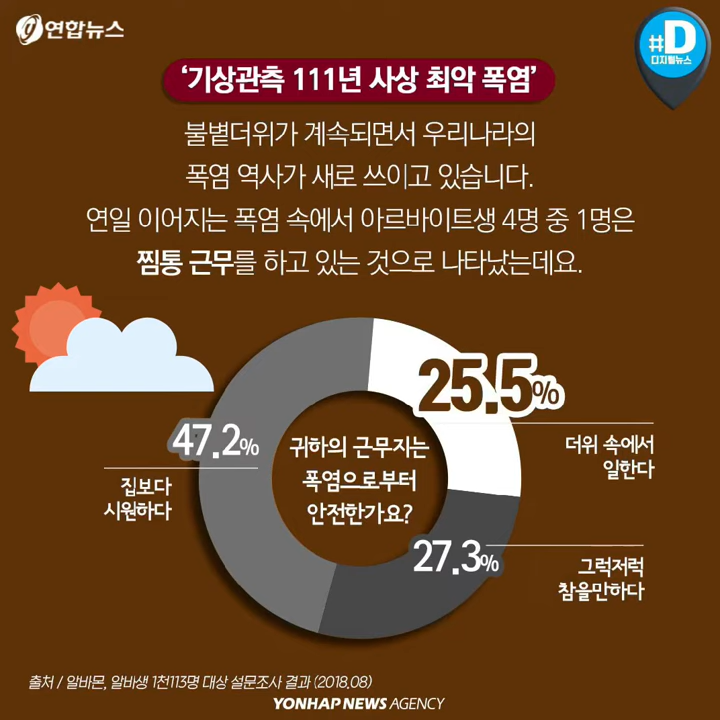 연합뉴스
#D
디지털뉴스
‘기상관측 111년 사상 최악 폭염’
불볕더위가 계속되면서 우리나라의
폭염 역사가 새로 쓰이고 있습니다.
연일 이어지는 폭염 속에서 아르바이트생 4명 중 1명은
찜통 근무를 하고 있는 것으로 나타났는데요.
25.5%
더위 속에서
일한다
47.2%
집보다
시원하다
귀하의 근무지는
폭염으로부터
안전한가요?
27.3%
그럭저럭
참을만하다
출처 / 알바몬, 알바생 1천113명 대상 설문조사 결과 (2018.08)
YONHAP NEWS AGENCY